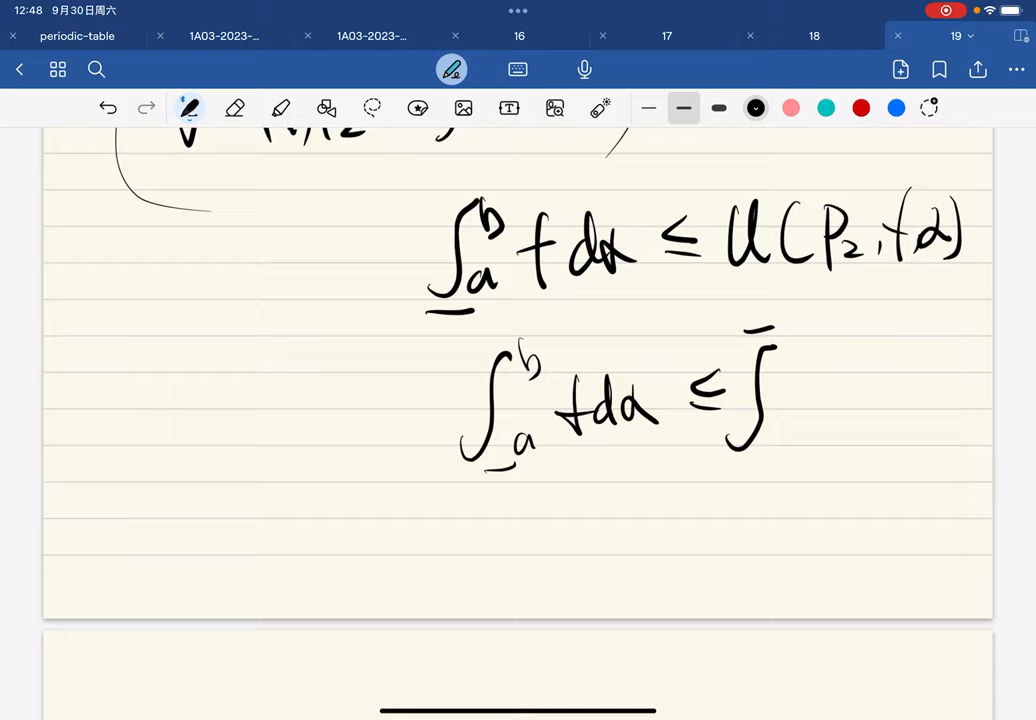 12:48 9月30日周六
periodic-table 1A03-2023-... 1A03-2023-... 16 17 18 19
∫_a^b f dα ≤ U(P₂, f, α)
∫_a^b f dα ≤ ∫